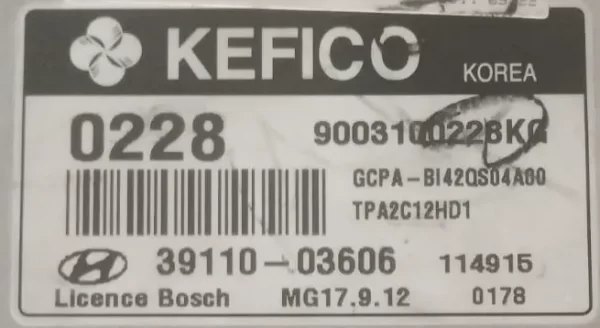 KEFICO KOREA
0228 9003100228KG
GCPA-BI42QS04A00
TPA2C12HD1
39110-03606 114915
Licence Bosch MG17.9.12 0178